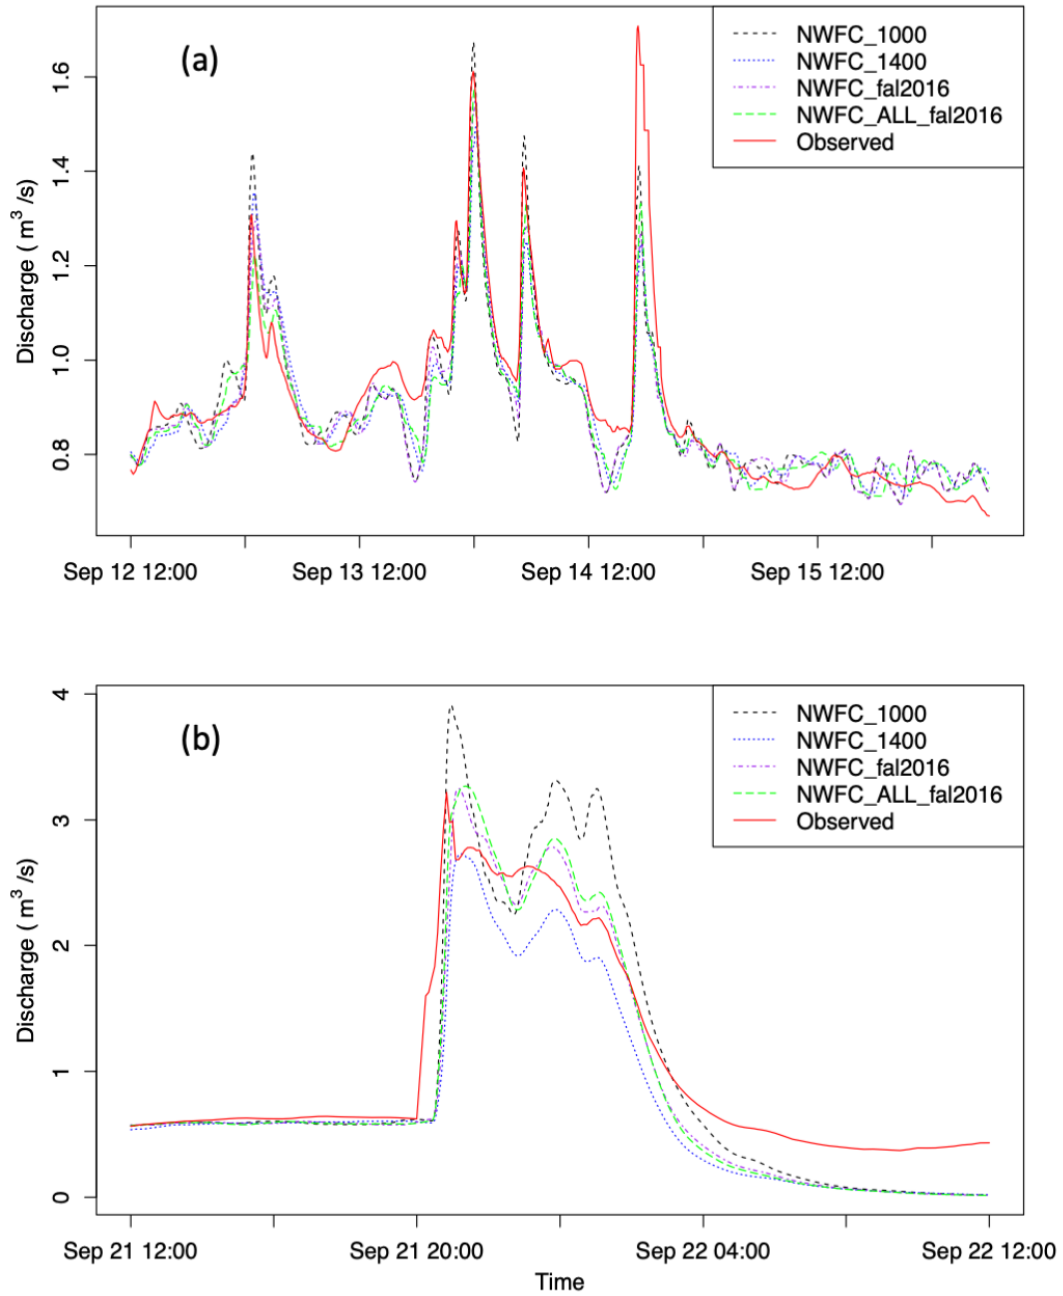 (a)
NWFC_1000
NWFC_1400
NWFC_fal2016
NWFC_ALL_fal2016
Observed
1.6
1.4
1.2
1.0
0.8
Discharge ( m³ /s)
Sep 12 12:00 Sep 13 12:00 Sep 14 12:00 Sep 15 12:00
(b)
NWFC_1000
NWFC_1400
NWFC_fal2016
NWFC_ALL_fal2016
Observed
4
3
2
1
0
Discharge ( m³ /s)
Sep 21 12:00 Sep 21 20:00 Sep 22 04:00 Sep 22 12:00
Time